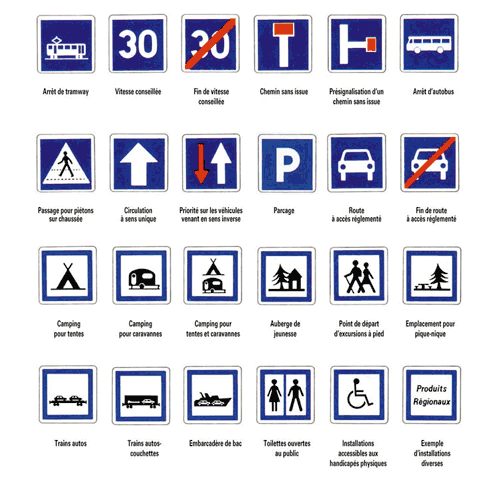 30
30
Arrêt de tramway
Vitesse conseillée
Fin de vitesse
conseillée
Chemin sans issue
Présignalisation d'un
chemin sans issue
Arrêt d'autobus
P
Passage pour piétons
sur chaussée
Circulation
à sens unique
Priorité sur les véhicules
venant en sens inverse
Parcage
Route
à accès réglementé
Fin de route
à accès réglementé
Camping
pour tentes
Camping
pour caravannes
Camping pour
tentes et caravannes
Auberge de
jeunesse
Point de départ
d'excursions à pied
Emplacement pour
pique-nique
Produits
Régionaux
Trains autos
Trains autos-
couchettes
Embarcadère de bac
Toilettes ouvertes
au public
Installations
accessibles aux
handicapés physiques
Exemple
d'installations
diverses